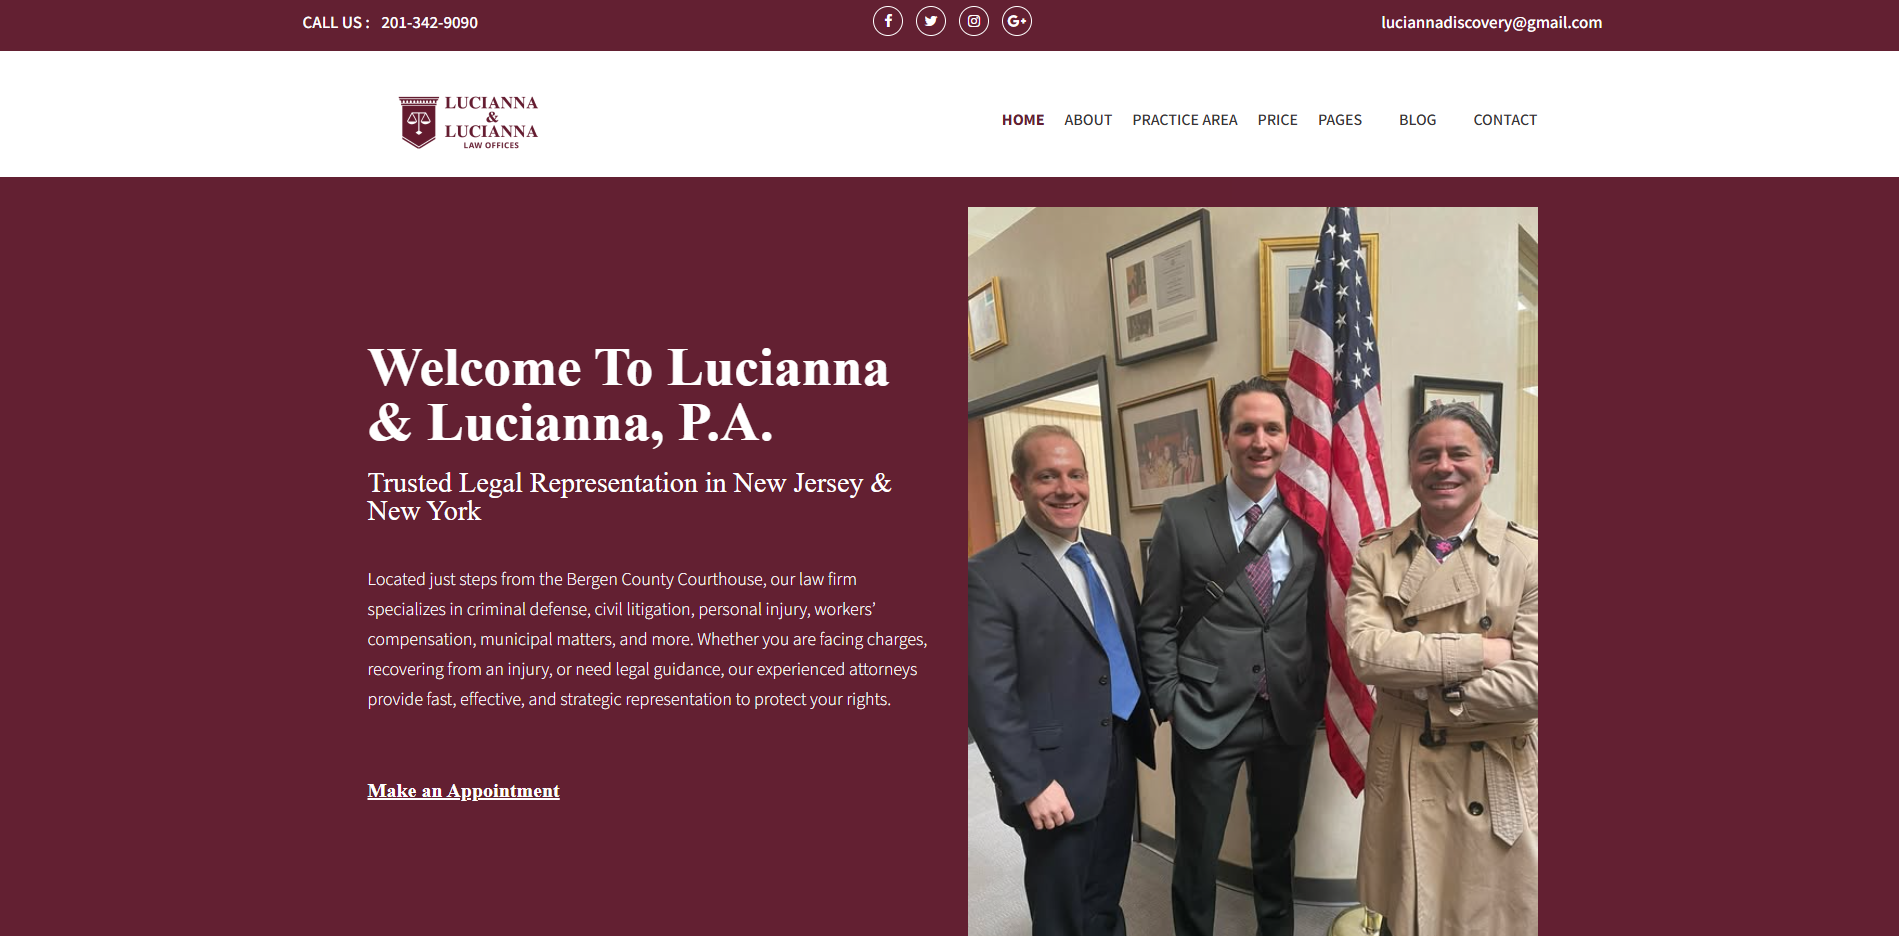 CALL US : 201-342-9090
luciannadiscovery@gmail.com
LUCIANNA
&
LUCIANNA
LAW OFFICES
HOME ABOUT PRACTICE AREA PRICE PAGES BLOG CONTACT
Welcome To Lucianna
& Lucianna, P.A.
Trusted Legal Representation in New Jersey &
New York
Located just steps from the Bergen County Courthouse, our law firm
specializes in criminal defense, civil litigation, personal injury, workers’
compensation, municipal matters, and more. Whether you are facing charges,
recovering from an injury, or need legal guidance, our experienced attorneys
provide fast, effective, and strategic representation to protect your rights.
Make an Appointment